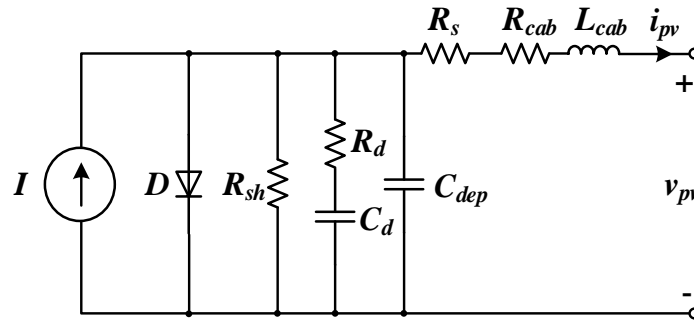 R_s R_cab L_cab i_pv
+
R_d
I D R_sh C_dep v_pv
C_d
-